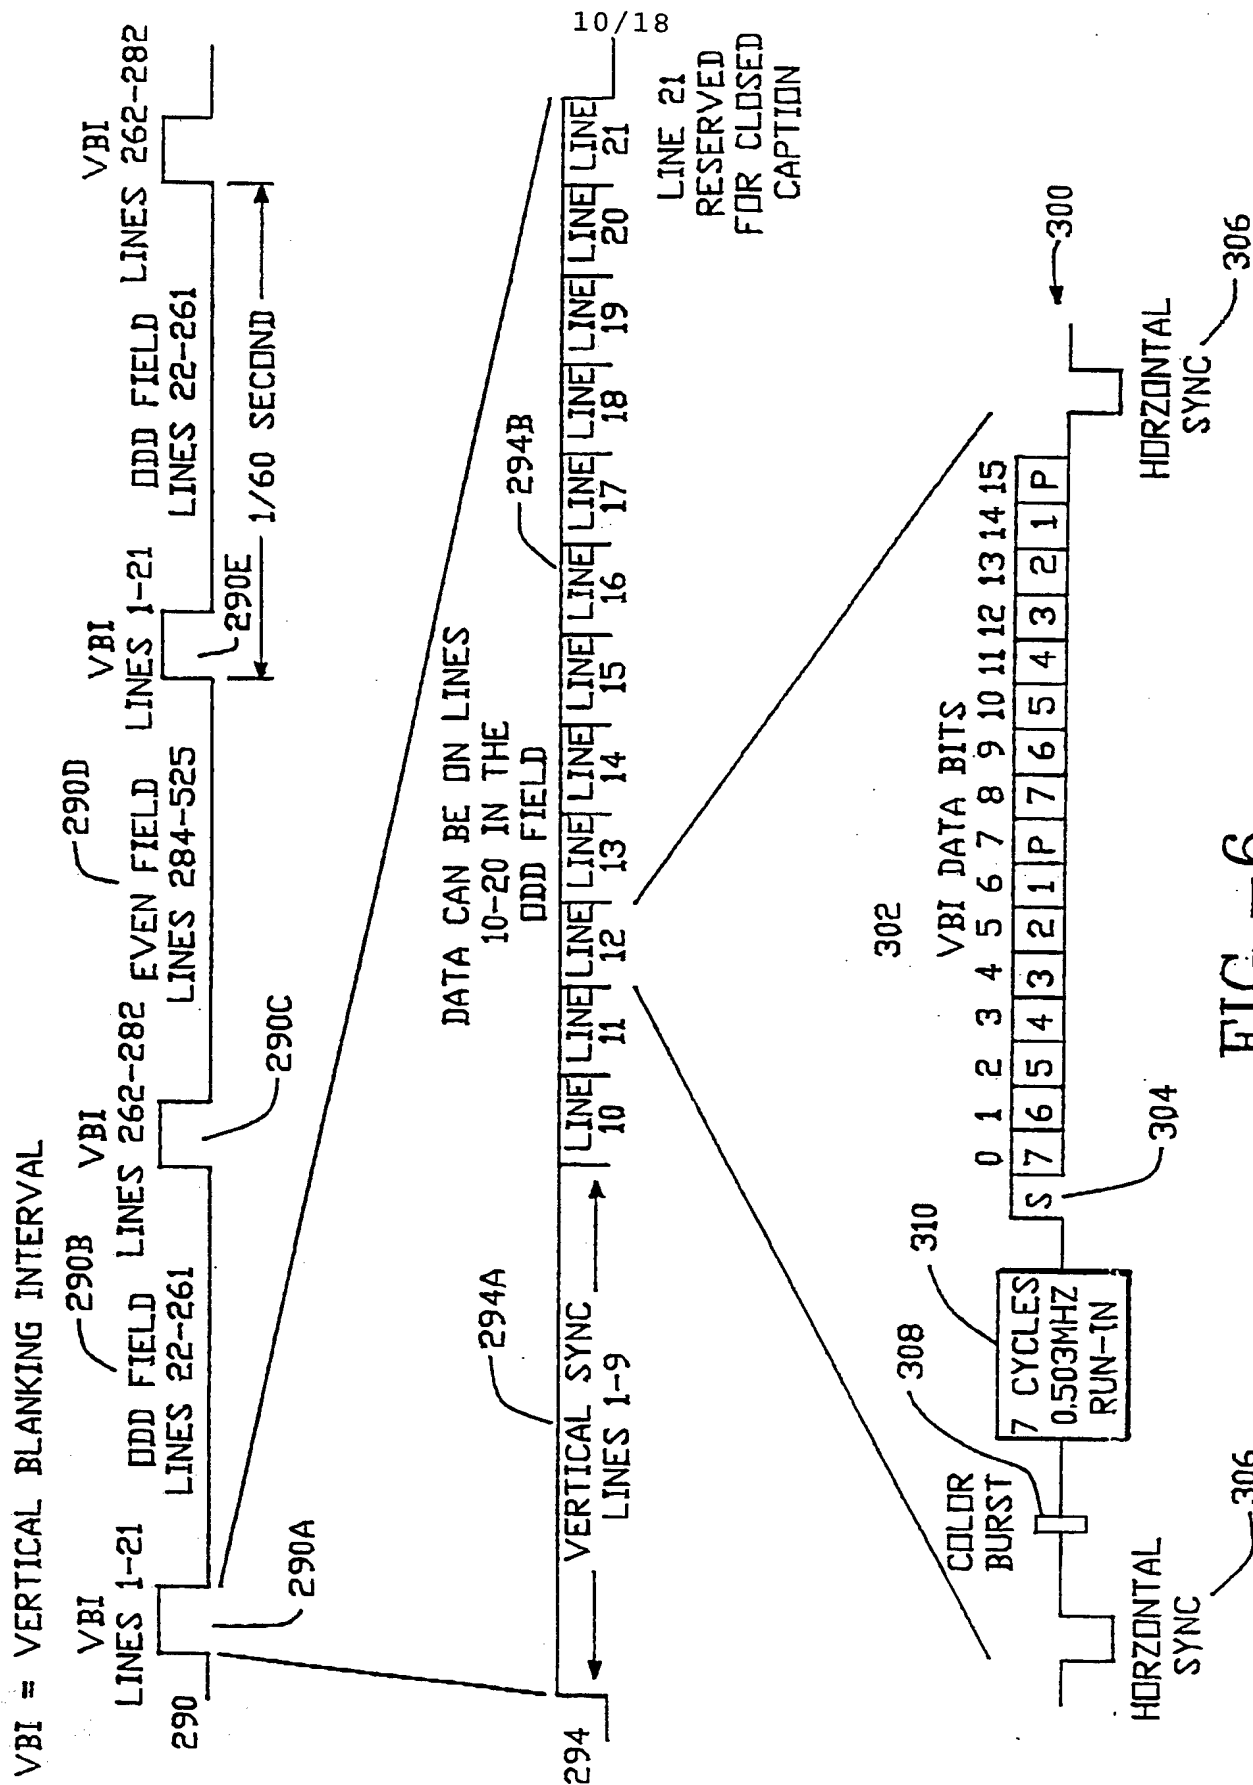 10/18
VBI = VERTICAL BLANKING INTERVAL
VBI
LINES 1-21
ODD FIELD
LINES 22-261
VBI
LINES 262-282
EVEN FIELD
LINES 284-525
VBI
LINES 1-21
ODD FIELD
LINES 22-261
VBI
LINES 262-282
290
290A
290B
290C
290D
290E
1/60 SECOND
DATA CAN BE ON LINES
10-20 IN THE
ODD FIELD
294
294A
294B
VERTICAL SYNC
LINES 1-9
LINE LINE LINE LINE LINE LINE LINE LINE LINE LINE LINE LINE
10 11 12 13 14 15 16 17 18 19 20 21
LINE 21
RESERVED
FOR CLOSED
CAPTION
302
VBI DATA BITS
0 1 2 3 4 5 6 7 8 9 10 11 12 13 14 15
S 7 6 5 4 3 2 1 P 7 6 5 4 3 2 1 P
300
304
310
7 CYCLES
0.503MHZ
RUN-IN
308
COLOR
BURST
HORZONTAL
SYNC
306
HORZONTAL
SYNC
306